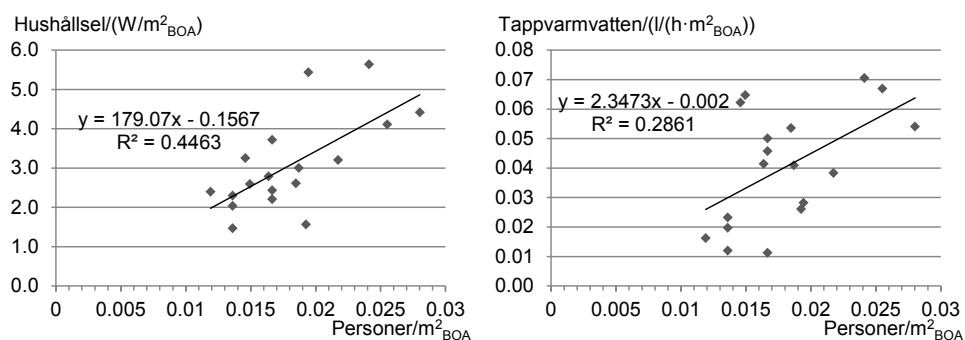 Hushållsel/(W/m²BOA)
6.0
5.0
4.0
3.0
2.0
1.0
0.0
y = 179.07x - 0.1567
R² = 0.4463
0 0.005 0.01 0.015 0.02 0.025 0.03
Personer/m²BOA
Tappvarmvatten/(l/(h·m²BOA))
0.08
0.07
0.06
0.05
0.04
0.03
0.02
0.01
0.00
y = 2.3473x - 0.002
R² = 0.2861
0 0.005 0.01 0.015 0.02 0.025 0.03
Personer/m²BOA